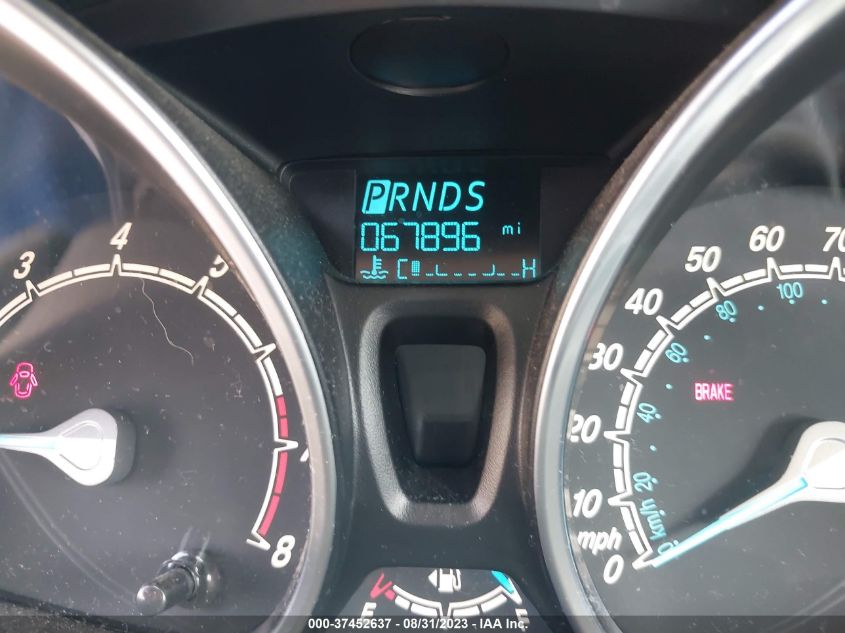 PRNDS
067896 mi
C H
3 4 5 7 8
0 10 20 30 40 50 60 70
mph
km/h 20 40 60 80 100
BRAKE
E
000-37452637 - 08/31/2023 - IAA Inc.